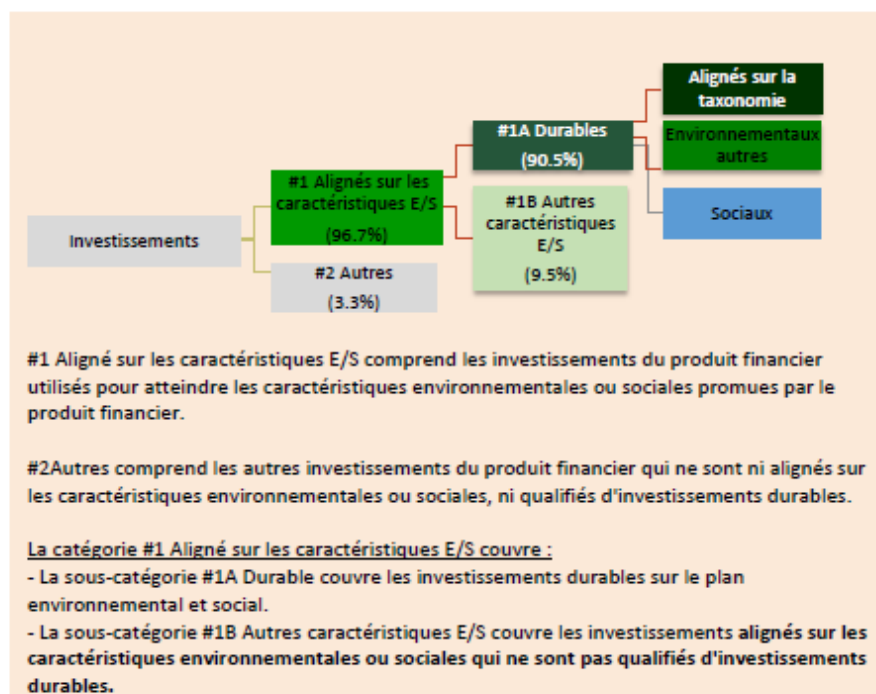 Alignés sur la
taxonomie
#1A Durables
(90.5%)
Environnementaux
autres
#1 Alignés sur les
caractéristiques E/S
(96.7%)
#1B Autres
caractéristiques
E/S
(9.5%)
Sociaux
Investissements
#2 Autres
(3.3%)
#1 Aligné sur les caractéristiques E/S comprend les investissements du produit financier
utilisés pour atteindre les caractéristiques environnementales ou sociales promues par le
produit financier.
#2Autres comprend les autres investissements du produit financier qui ne sont ni alignés sur
les caractéristiques environnementales ou sociales, ni qualifiés d'investissements durables.
La catégorie #1 Aligné sur les caractéristiques E/S couvre :
- La sous-catégorie #1A Durable couvre les investissements durables sur le plan
environnemental et social.
- La sous-catégorie #1B Autres caractéristiques E/S couvre les investissements alignés sur les
caractéristiques environnementales ou sociales qui ne sont pas qualifiés d'investissements
durables.